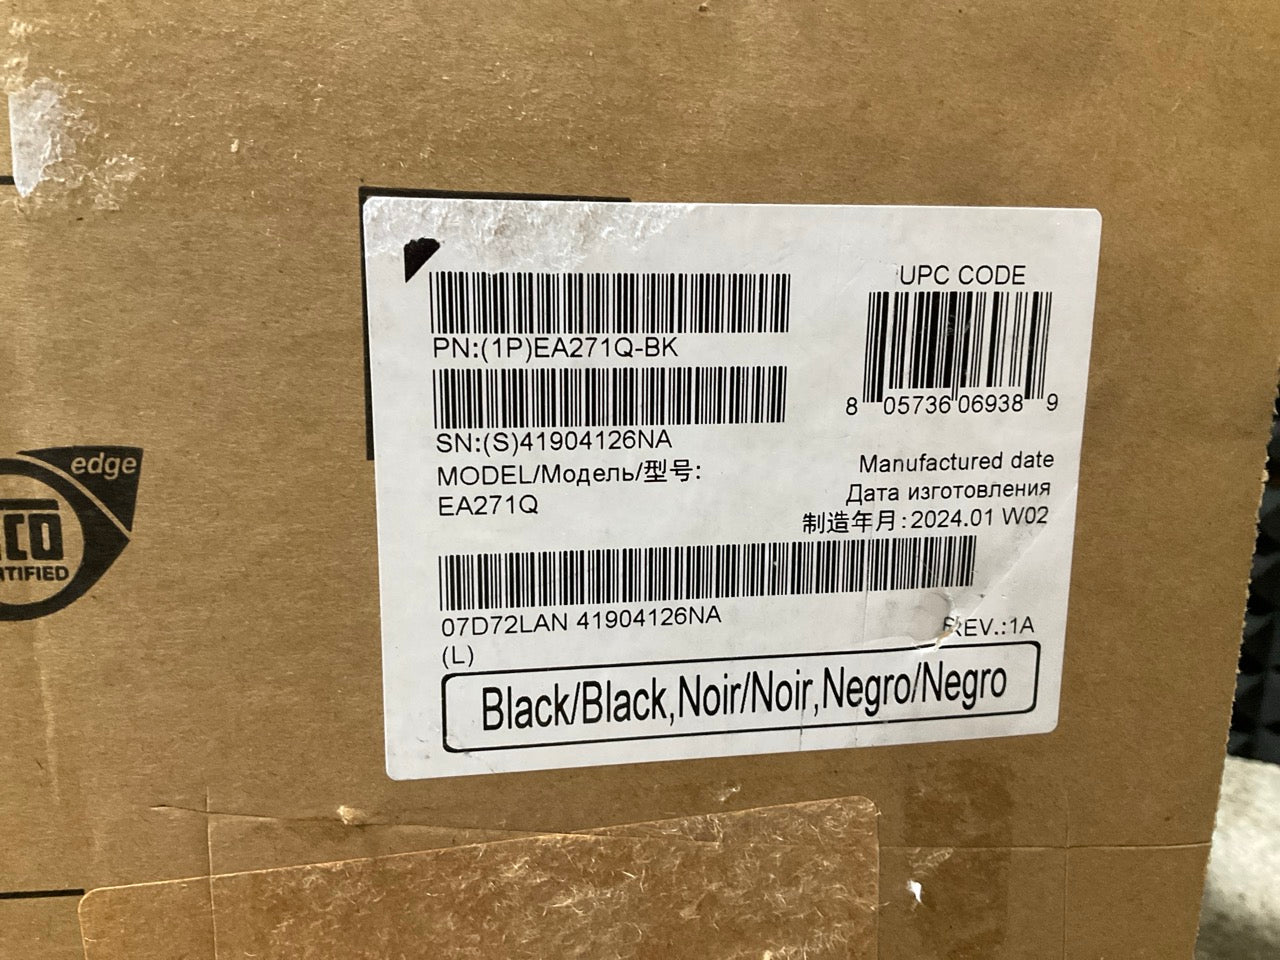 edge
CO
TIFIED
PN:(1P)EA271Q-BK
SN:(S)41904126NA
MODEL/Модель/型号:
EA271Q
UPC CODE
8 05736 06938 9
Manufactured date
Дата изготовления
制造年月:2024.01 W02
07D72LAN 41904126NA
(L)
REV.:1A
Black/Black,Noir/Noir,Negro/Negro